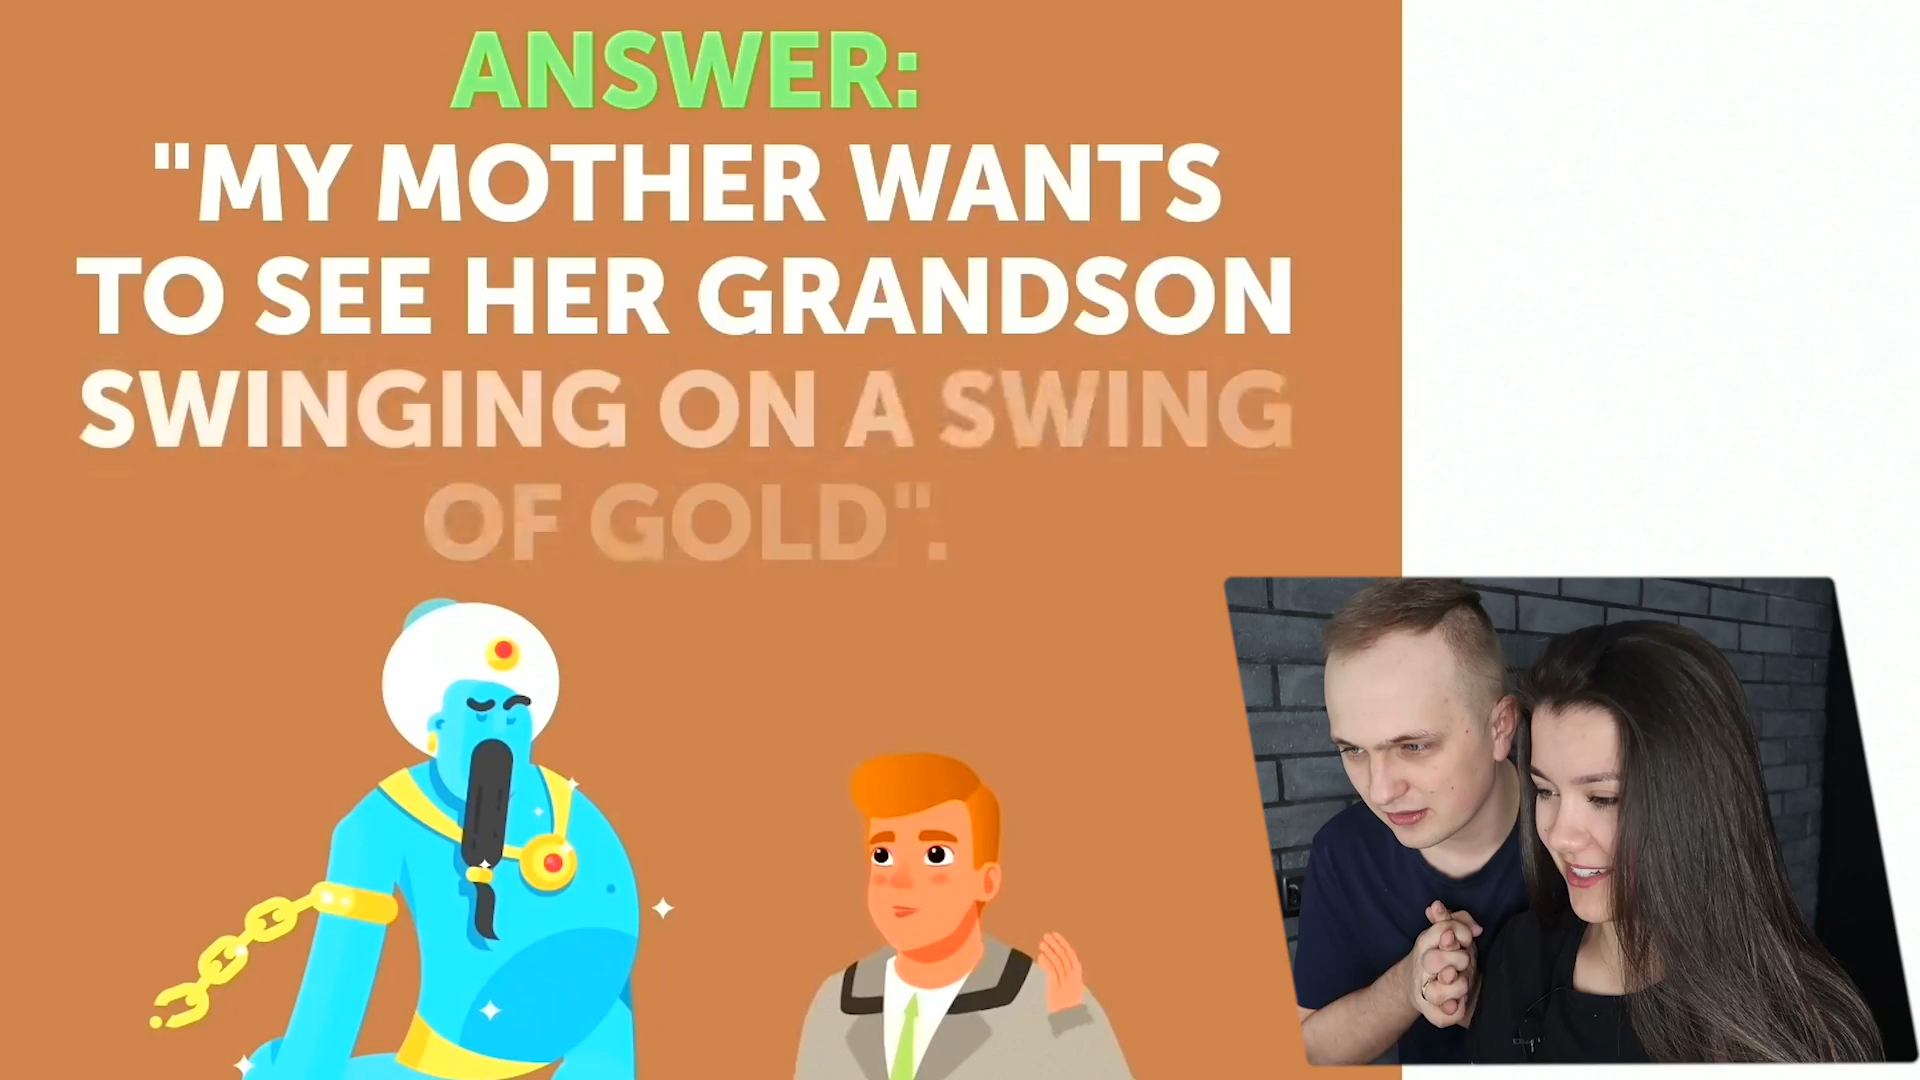 ANSWER:
"MY MOTHER WANTS
TO SEE HER GRANDSON
SWINGING ON A SWING
OF GOLD".